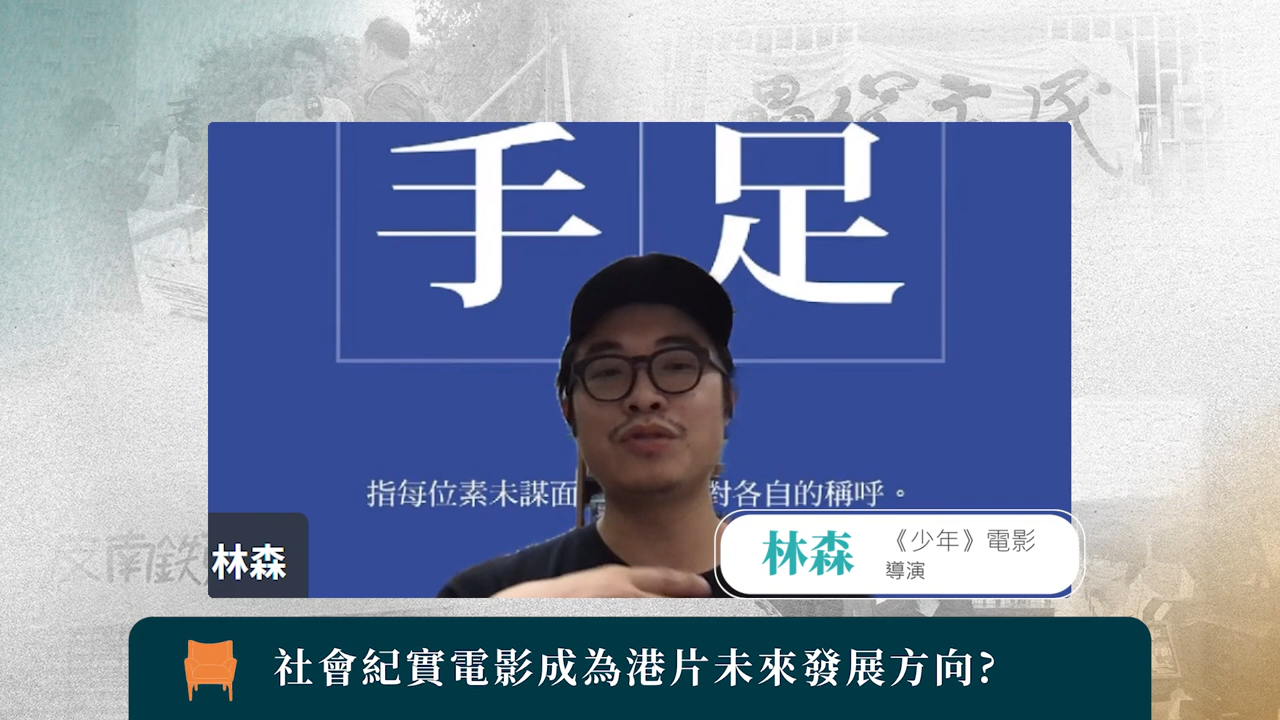 手足
指每位素未謀面
對各自的稱呼。
林森
林森
《少年》電影
導演
社會紀實電影成為港片未來發展方向?